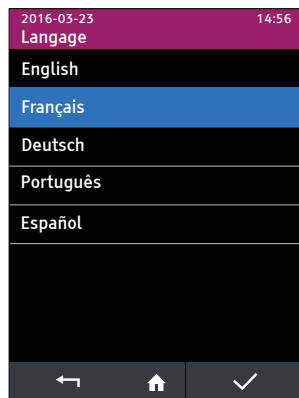 2016-03-23 14:56
Langage
English
Français
Deutsch
Português
Español